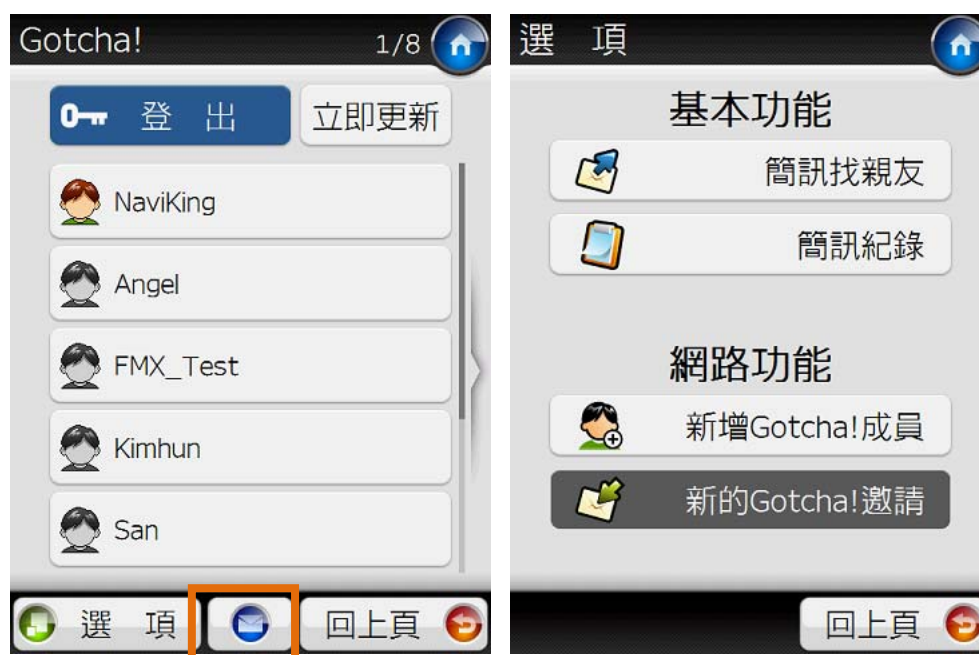 Gotcha! 1/8
登 出 立即更新
NaviKing
Angel
FMX_Test
Kimhun
San
選 項 回上頁
選 項
基本功能
簡訊找親友
簡訊紀錄
網路功能
新增Gotcha!成員
新的Gotcha!邀請
回上頁